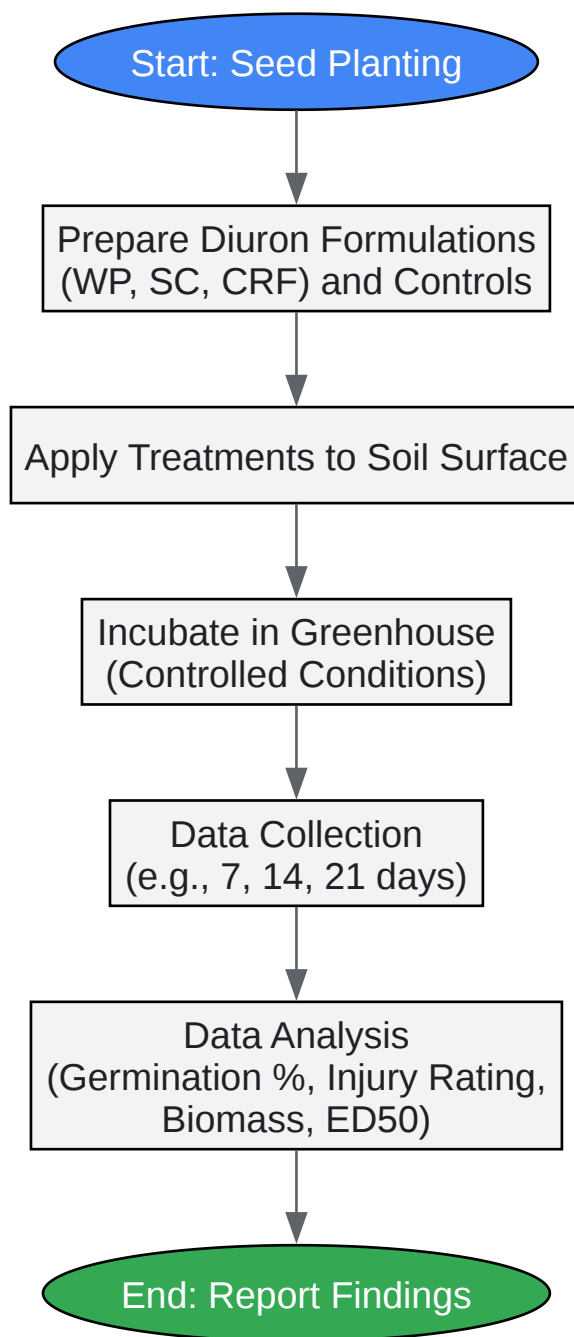 Start: Seed Planting
Prepare Diuron Formulations
(WP, SC, CRF) and Controls
Apply Treatments to Soil Surface
Incubate in Greenhouse
(Controlled Conditions)
Data Collection
(e.g., 7, 14, 21 days)
Data Analysis
(Germination %, Injury Rating,
Biomass, ED50)
End: Report Findings